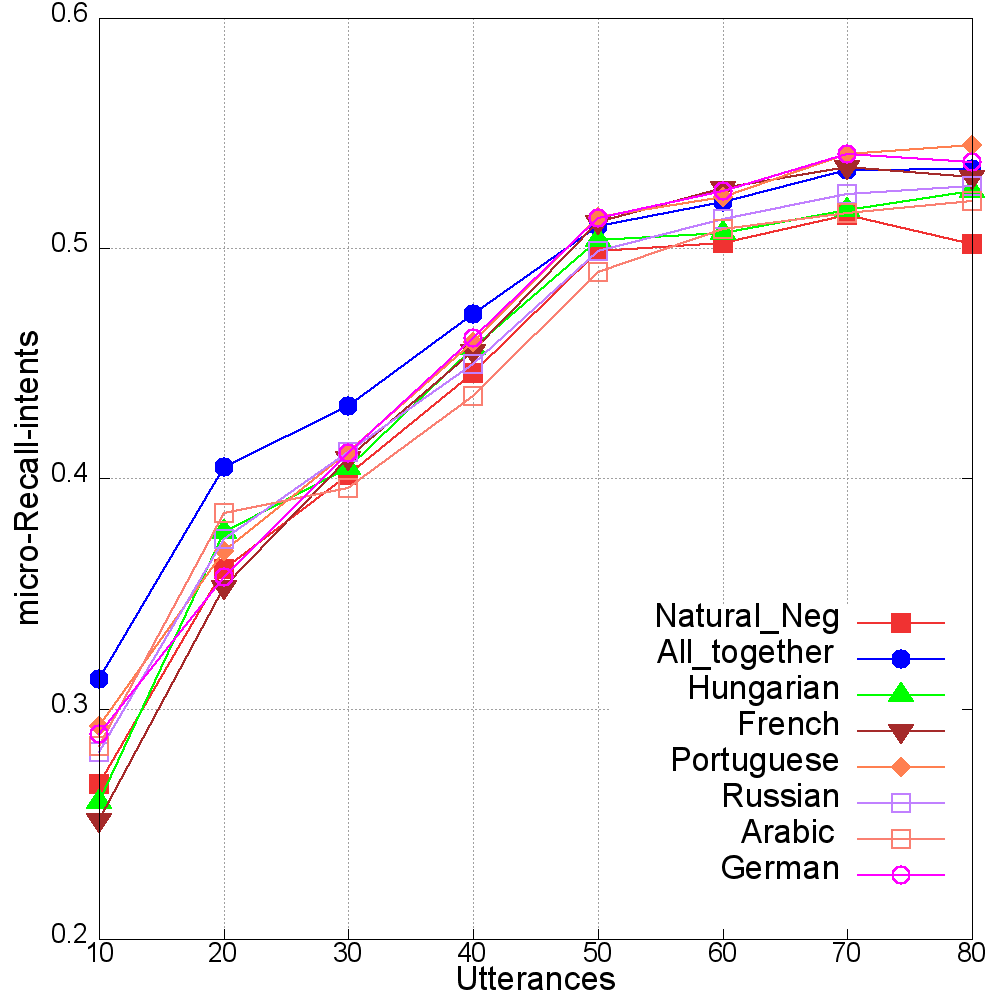 0.6
0.5
0.4
0.3
0.2
micro-Recall-intents
Natural_Neg
All_together
Hungarian
French
Portuguese
Russian
Arabic
German
10 20 30 40 50 60 70 80
Utterances